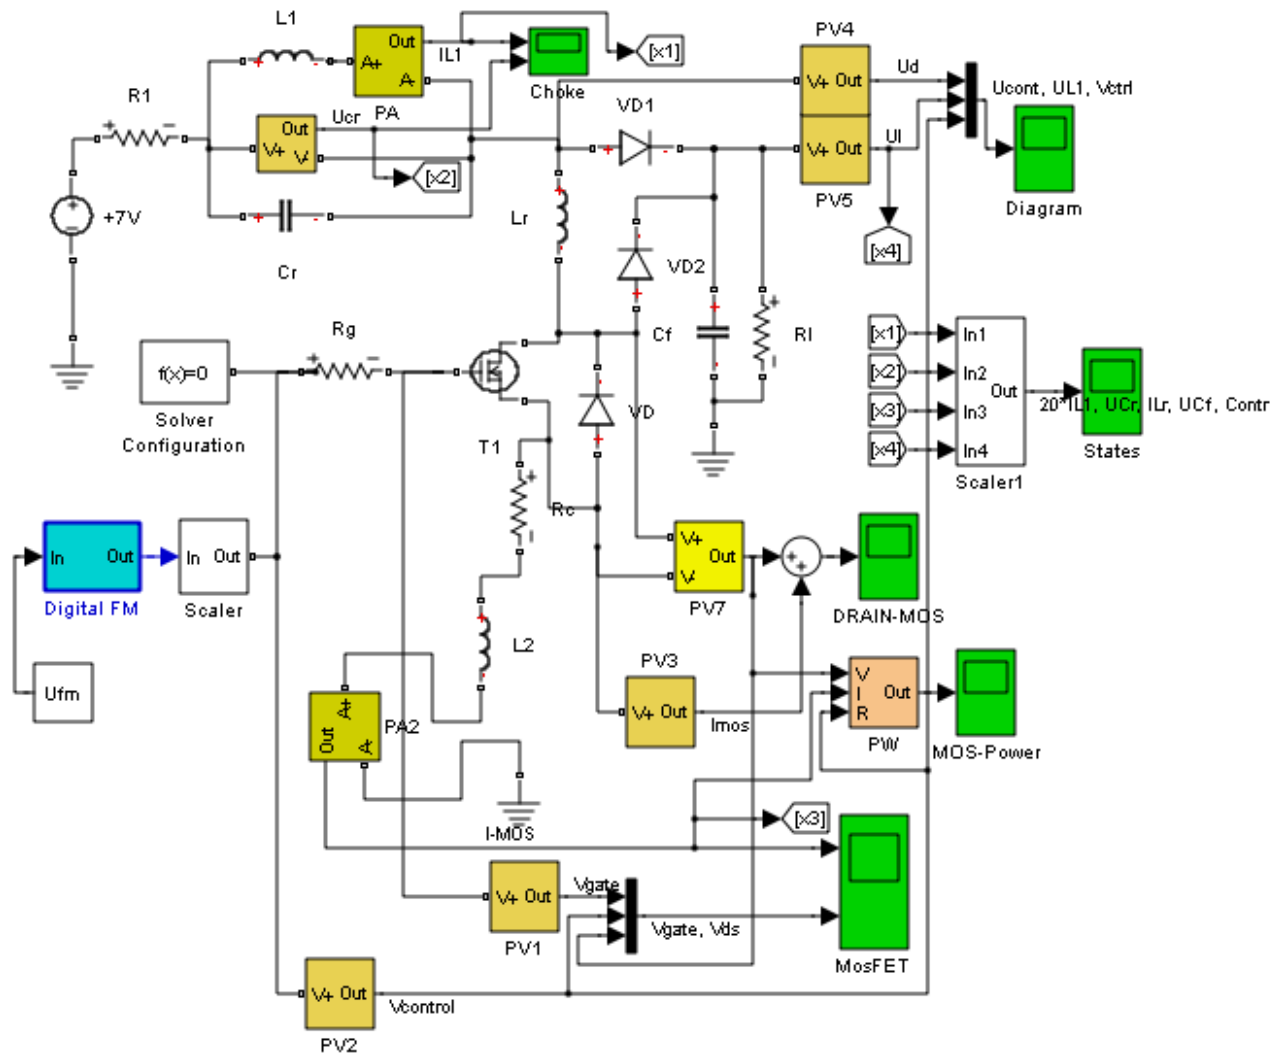 L1
Out
A+
A-
IL1
[x1]
Choke
PA
R1
Ucr
Out
V+
V-
[x2]
+7V
Cr
VD1
Lr
VD2
PV4
V+ Out
Ud
V+ Out
Ul
PV5
Ucont, UL1, Vctrl
Diagram
[x4]
Rg
Cf
Rl
f(x)=0
Solver
Configuration
T1
VD
Rc
[x1]
[x2]
[x3]
[x4]
In1
In2
In3
In4
Out
Scaler1
20*IL1, UCr, ILr, UCf, Contr
States
In Out
Digital FM
In Out
Scaler
Ufm
V+
V-
Out
PV7
DRAIN-MOS
L2
PV3
V+ Out
Imos
V
I
R
Out
PW
MOS-Power
A+
A-
Out
PA2
I-MOS
[x3]
V+ Out
PV1
Vgate
Vgate, Vds
MosFET
V+ Out
PV2
Vcontrol